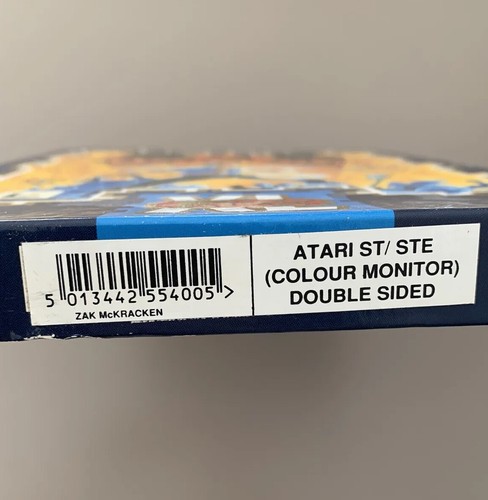 5 013442 554005 >
ZAK McKRACKEN
ATARI ST/ STE
(COLOUR MONITOR)
DOUBLE SIDED